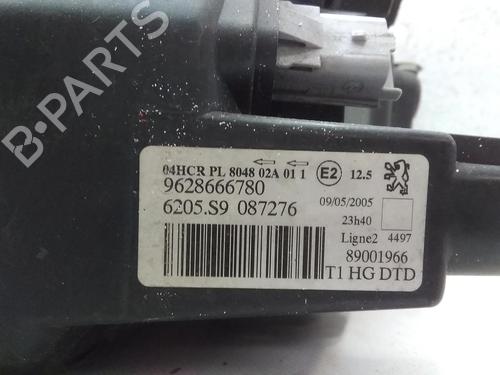 B-PARTS
04HCR PL 8048 02A 01 1 E2 12.5
9628666780
6205.S9 087276
09/05/2005
23h40
Ligne2 4497
89001966
T1 HG DTD